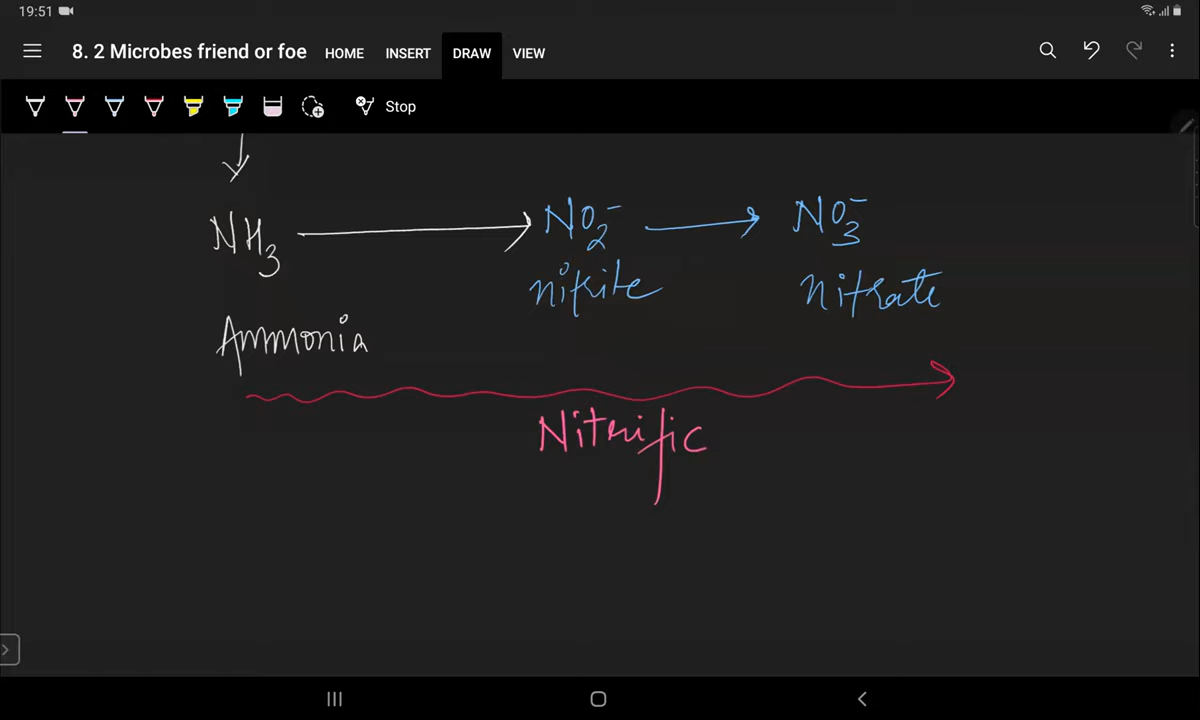 19:51
8. 2 Microbes friend or foe HOME INSERT DRAW VIEW
Stop
NH3 → NO2⁻ → NO3⁻
nitrite nitrate
Ammonia
Nitrific